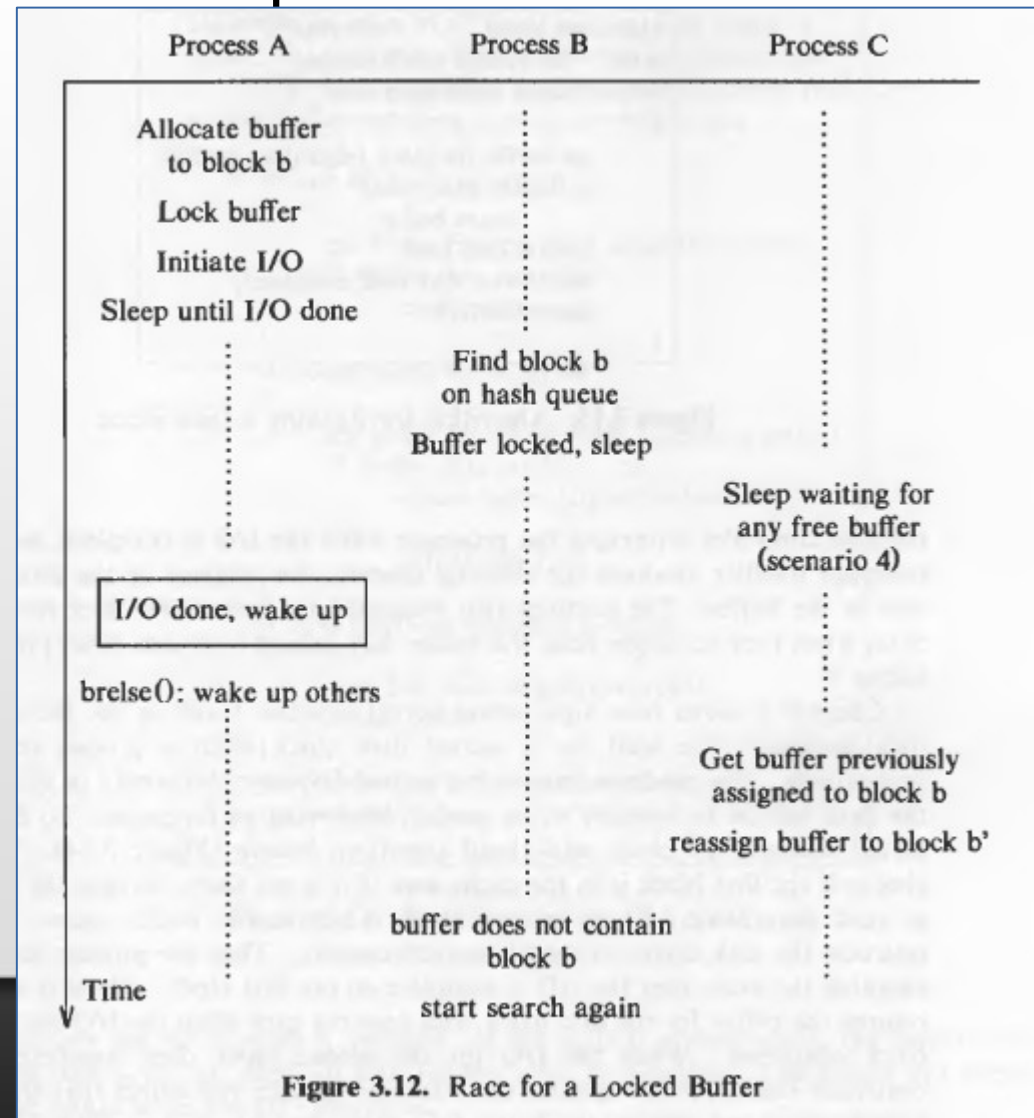 Process A
Process B
Process C
Allocate buffer
to block b
Lock buffer
Initiate I/O
Sleep until I/O done
Find block b
on hash queue
Buffer locked, sleep
Sleep waiting for
any free buffer
(scenario 4)
I/O done, wake up
brelse(): wake up others
Get buffer previously
assigned to block b
reassign buffer to block b'
buffer does not contain
block b
start search again
Time
Figure 3.12. Race for a Locked Buffer